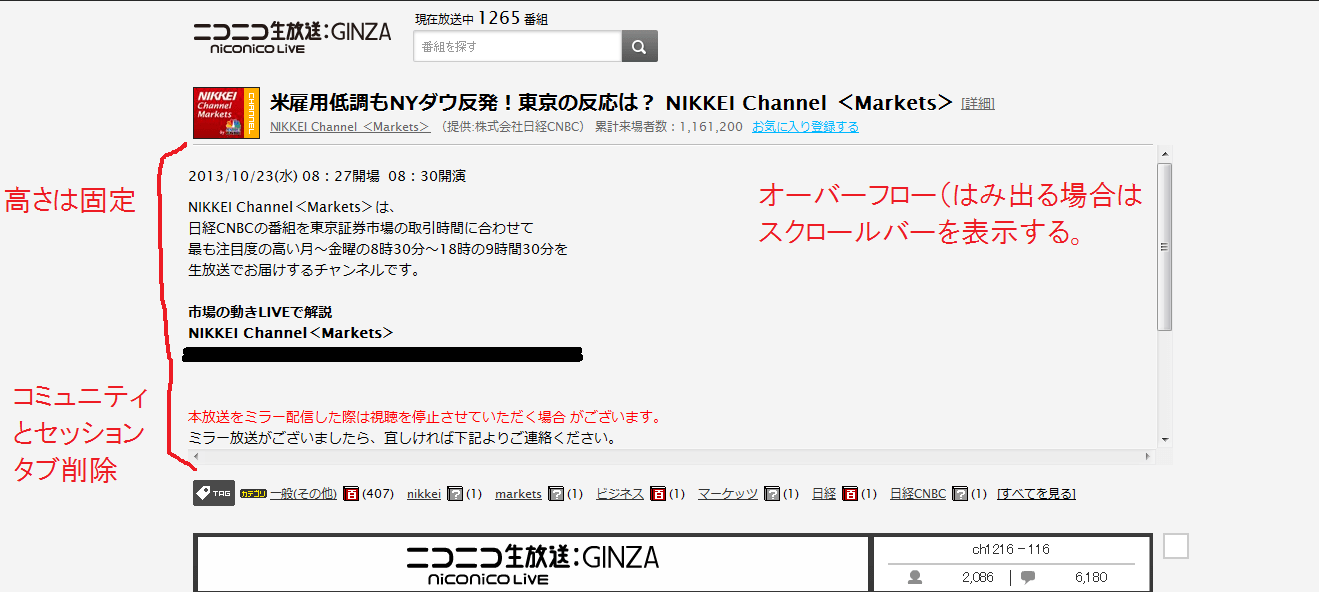 ニコニコ生放送:GINZA
niconico Live
現在放送中 1265 番組
番組を探す
NIKKEI
Channel
Markets
CHANNEL
米雇用低調もNYダウ反発！東京の反応は？ NIKKEI Channel ＜Markets＞ [詳細]
NIKKEI Channel ＜Markets＞ （提供:株式会社日経CNBC） 累計来場者数：1,161,200 お気に入り登録する
高さは固定
2013/10/23(水) 08：27開場 08：30開演
オーバーフロー（はみ出る場合は
スクロールバーを表示する。
NIKKEI Channel＜Markets＞は、
日経CNBCの番組を東京証券市場の取引時間に合わせて
最も注目度の高い月～金曜の8時30分～18時の9時間30分を
生放送でお届けするチャンネルです。
市場の動きLIVEで解説
NIKKEI Channel＜Markets＞
コミュニティ
とセッション
タブ削除
本放送をミラー配信した際は視聴を停止させていただく場合 がございます。
ミラー放送がございましたら、宜しければ下記よりご連絡ください。
TAG カテゴリ 一般(その他) 百 (407) nikkei ? (1) markets ? (1) ビジネス 百 (1) マーケッツ ? (1) 日経 百 (1) 日経CNBC ? (1) [すべてを見る]
ニコニコ生放送:GINZA
niconico Live
ch1216－116
2,086 | 6,180